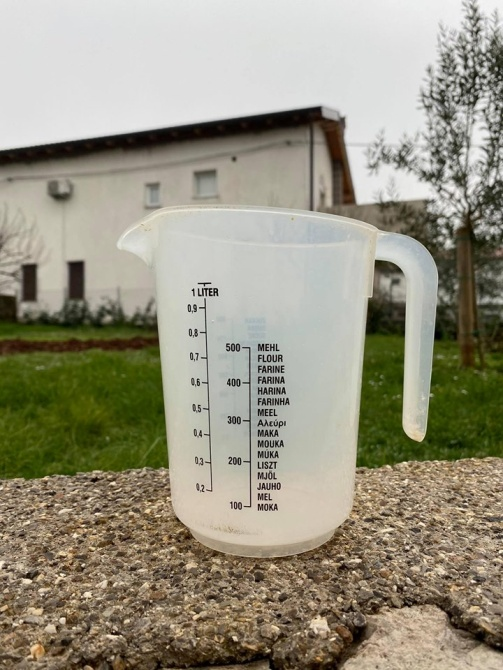 1 LITER
0,9
0,8
0,7
0,6
0,5
0,4
0,3
0,2
500
400
300
200
100
MEHL
FLOUR
FARINE
FARINA
HARINA
FARINHA
MEEL
Αλεύρι
MAKA
MOUKA
MUKA
LISZT
MJÖL
JAUHO
MEL
MOKA